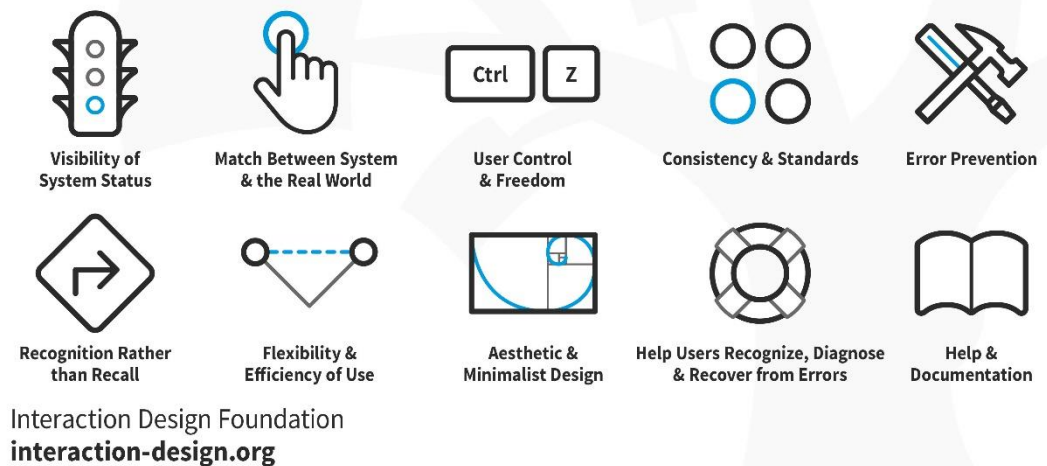 Ctrl
Z
Visibility of
System Status
Match Between System
& the Real World
User Control
& Freedom
Consistency & Standards
Error Prevention
Recognition Rather
than Recall
Flexibility &
Efficiency of Use
Aesthetic &
Minimalist Design
Help Users Recognize, Diagnose
& Recover from Errors
Help &
Documentation
Interaction Design Foundation
interaction-design.org